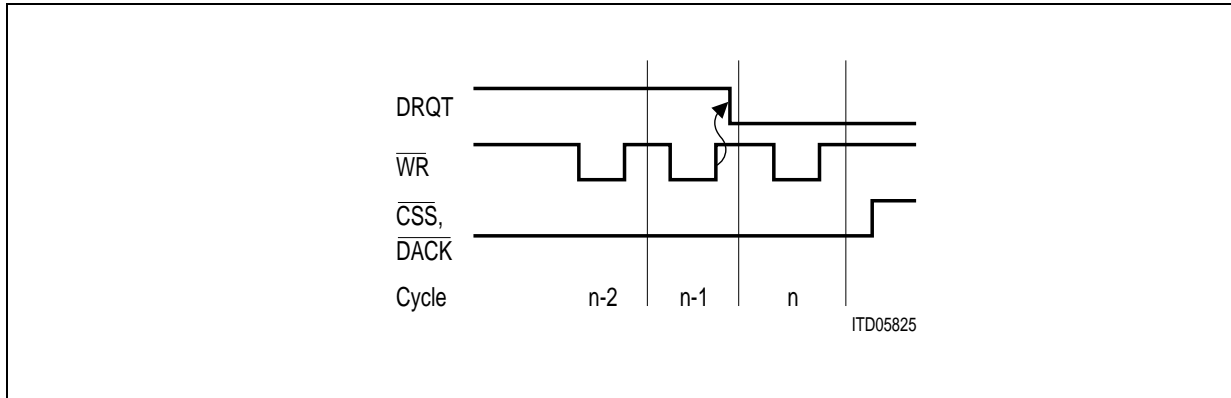 DRQT
WR
CSS,
DACK
Cycle n-2 n-1 n
ITD05825